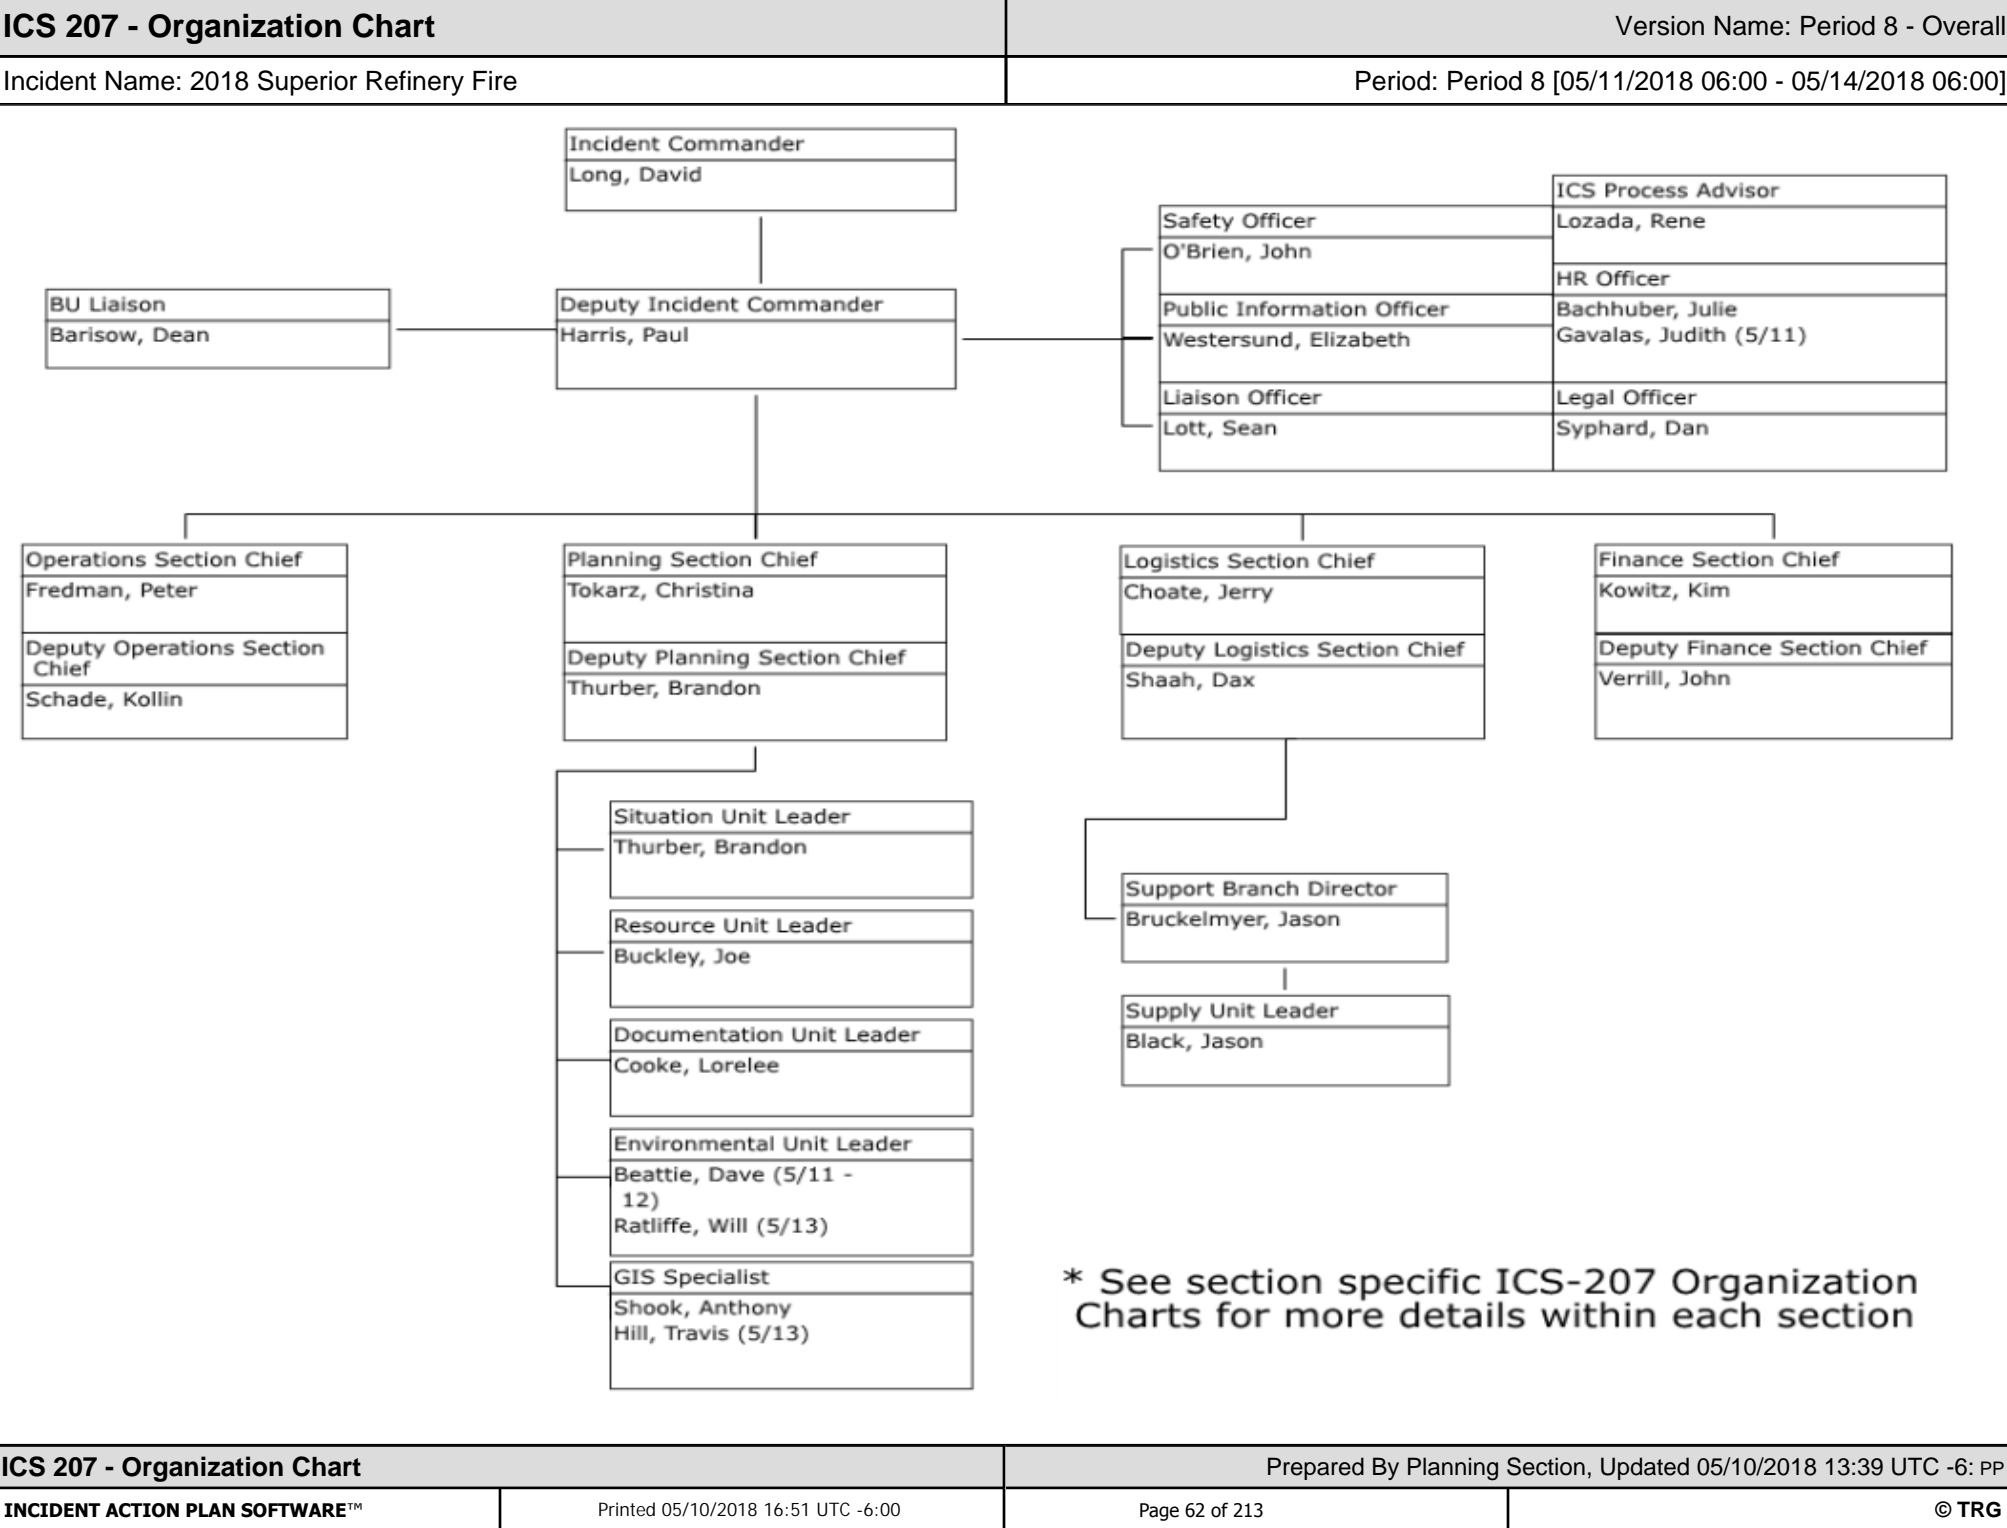 ICS 207 - Organization Chart
Version Name: Period 8 - Overall
Incident Name: 2018 Superior Refinery Fire
Period: Period 8 [05/11/2018 06:00 - 05/14/2018 06:00]
Incident Commander
Long, David
BU Liaison
Barisow, Dean
Deputy Incident Commander
Harris, Paul
Safety Officer
O'Brien, John
Public Information Officer
Westersund, Elizabeth
Liaison Officer
Lott, Sean
ICS Process Advisor
Lozada, Rene
HR Officer
Bachhuber, Julie
Gavalas, Judith (5/11)
Legal Officer
Syphard, Dan
Operations Section Chief
Fredman, Peter
Deputy Operations Section
Chief
Schade, Kollin
Planning Section Chief
Tokarz, Christina
Deputy Planning Section Chief
Thurber, Brandon
Logistics Section Chief
Choate, Jerry
Deputy Logistics Section Chief
Shaah, Dax
Finance Section Chief
Kowitz, Kim
Deputy Finance Section Chief
Verrill, John
Situation Unit Leader
Thurber, Brandon
Resource Unit Leader
Buckley, Joe
Documentation Unit Leader
Cooke, Lorelee
Environmental Unit Leader
Beattie, Dave (5/11 -
12)
Ratliffe, Will (5/13)
GIS Specialist
Shook, Anthony
Hill, Travis (5/13)
Support Branch Director
Bruckelmyer, Jason
Supply Unit Leader
Black, Jason
* See section specific ICS-207 Organization
Charts for more details within each section
ICS 207 - Organization Chart
Prepared By Planning Section, Updated 05/10/2018 13:39 UTC -6: PP
INCIDENT ACTION PLAN SOFTWARE™
Printed 05/10/2018 16:51 UTC -6:00
Page 62 of 213
© TRG